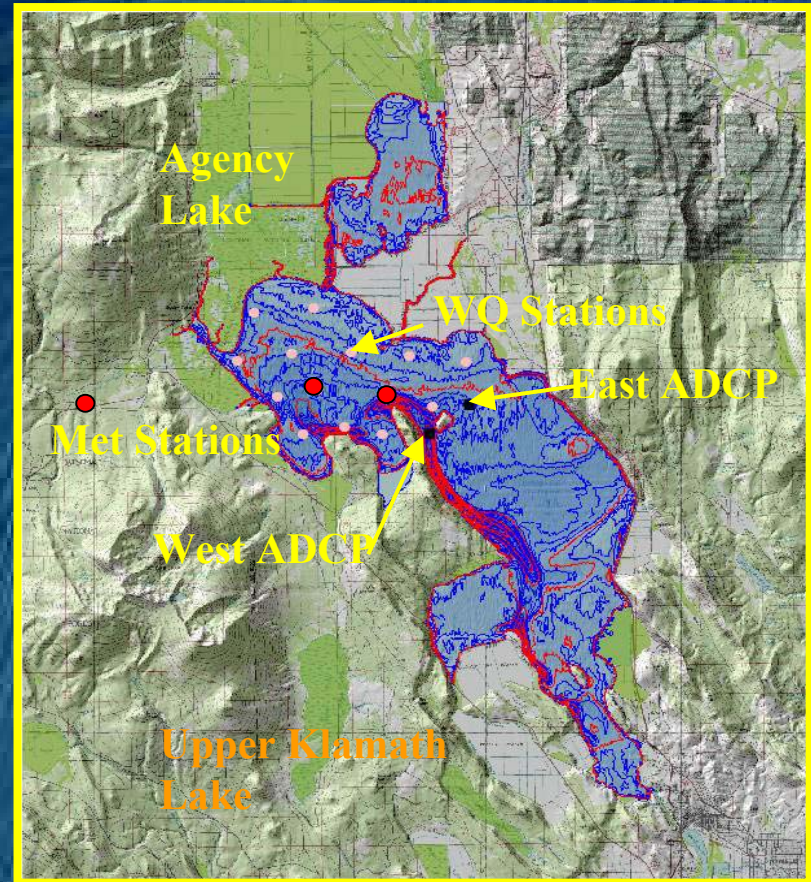 Agency
Lake
WQ Stations
East ADCP
Met Stations
West ADCP
Upper Klamath
Lake